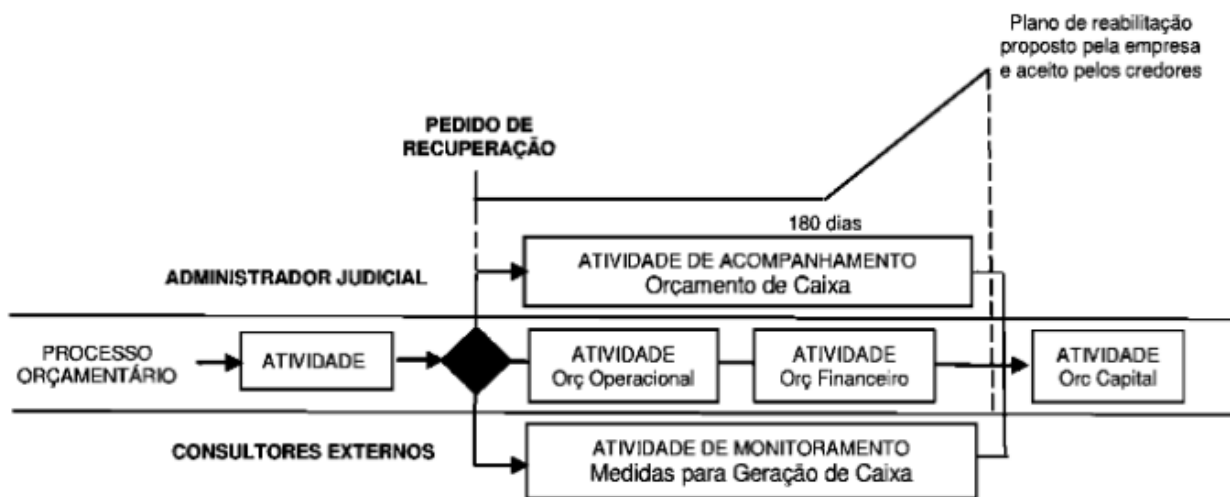 Plano de reabilitação
proposto pela empresa
e aceito pelos credores
PEDIDO DE
RECUPERAÇÃO
180 dias
ADMINISTRADOR JUDICIAL
ATIVIDADE DE ACOMPANHAMENTO
Orçamento de Caixa
PROCESSO
ORÇAMENTÁRIO
ATIVIDADE
ATIVIDADE
Orç Operacional
ATIVIDADE
Orç Financeiro
ATIVIDADE
Orc Capital
CONSULTORES EXTERNOS
ATIVIDADE DE MONITORAMENTO
Medidas para Geração de Caixa